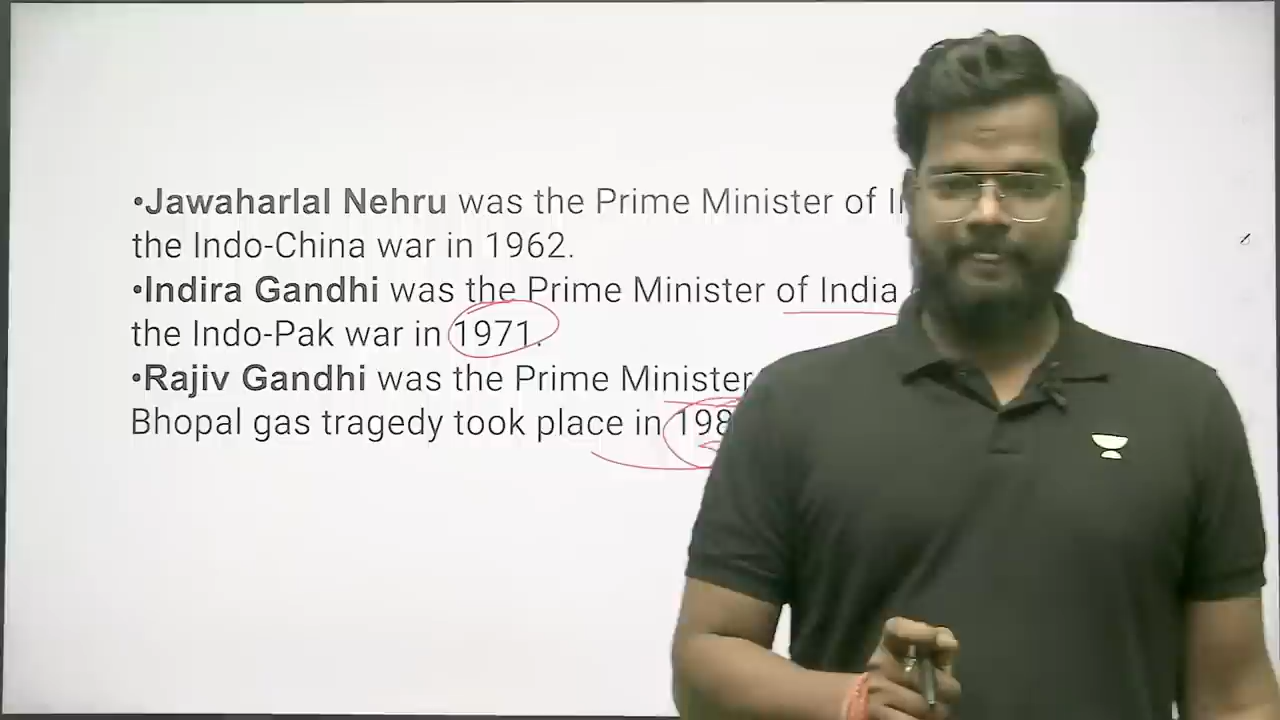 •Jawaharlal Nehru was the Prime Minister of
the Indo-China war in 1962.
•Indira Gandhi was the Prime Minister of India
the Indo-Pak war in 1971.
•Rajiv Gandhi was the Prime Minister
Bhopal gas tragedy took place in 198